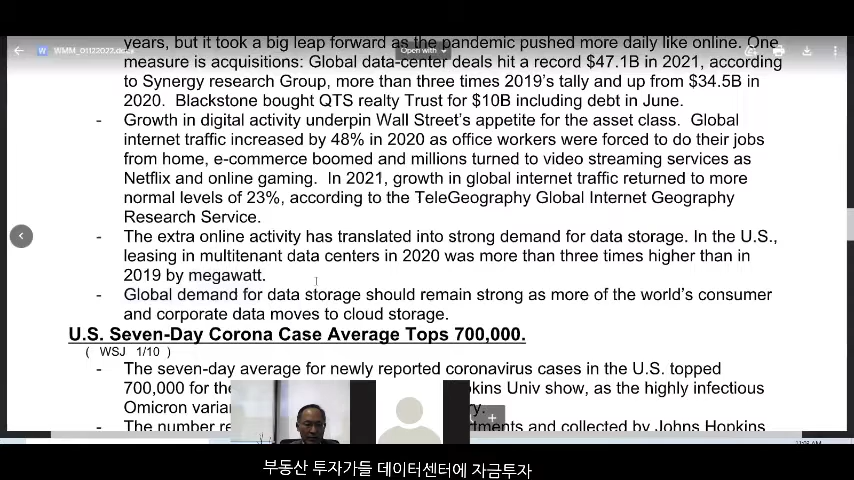 years, but it took a big leap forward as the pandemic pushed more daily like online. One
WMM_01122022.docx
Open with
measure is acquisitions: Global data-center deals hit a record $47.1B in 2021, according
to Synergy research Group, more than three times 2019's tally and up from $34.5B in
2020. Blackstone bought QTS realty Trust for $10B including debt in June.
- Growth in digital activity underpin Wall Street's appetite for the asset class. Global
internet traffic increased by 48% in 2020 as office workers were forced to do their jobs
from home, e-commerce boomed and millions turned to video streaming services as
Netflix and online gaming. In 2021, growth in global internet traffic returned to more
normal levels of 23%, according to the TeleGeography Global Internet Geography
Research Service.
- The extra online activity has translated into strong demand for data storage. In the U.S.,
leasing in multitenant data centers in 2020 was more than three times higher than in
2019 by megawatt.
- Global demand for data storage should remain strong as more of the world's consumer
and corporate data moves to cloud storage.
U.S. Seven-Day Corona Case Average Tops 700,000.
( WSJ 1/10 )
- The seven-day average for newly reported coronavirus cases in the U.S. topped
700,000 for the kins Univ show, as the highly infectious
Omicron varian
- The number re tments and collected by Johns Hopkins
부동산 투자가들 데이터센터에 자금투자